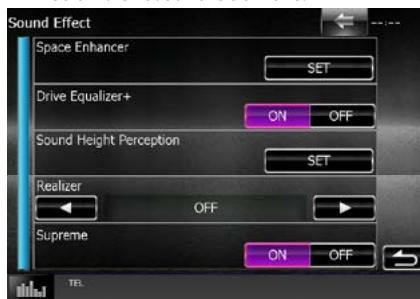 Sound Effect --:--
Space Enhancer
SET
Drive Equalizer+
ON OFF
Sound Height Perception
SET
Realizer
OFF
Supreme
ON OFF
TEL